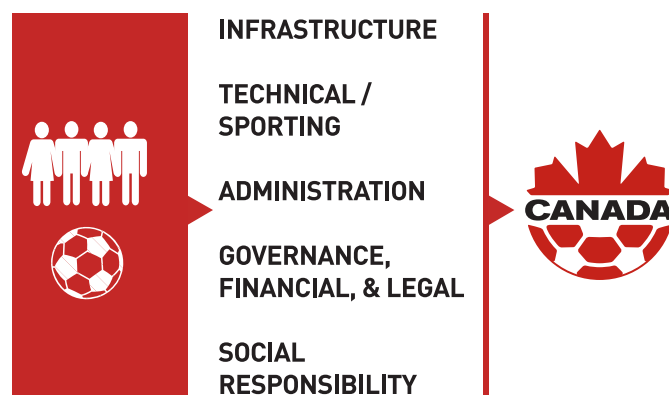 INFRASTRUCTURE
TECHNICAL /
SPORTING
ADMINISTRATION
GOVERNANCE,
FINANCIAL, & LEGAL
SOCIAL
RESPONSIBILITY
CANADA